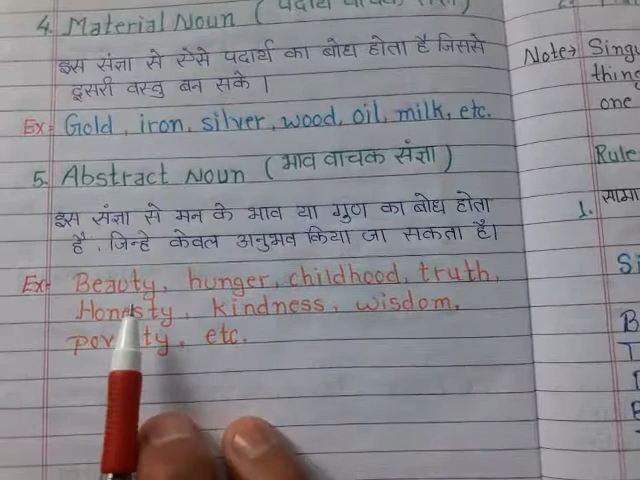 4. Material Noun ( पदार्थ वाचक संज्ञा )
इस संज्ञा से ऐसे पदार्थ का बोध होता है जिससे
दुसरी वस्तु बन सके।
Ex:- Gold, iron, silver, wood, oil, milk, etc.
5. Abstract Noun ( भाव वाचक संज्ञा )
इस संज्ञा से मन के भाव या गुण का बोध होता
है, जिन्हे केवल अनुभव किया जा सकता है।
Ex:- Beauty, hunger, childhood, truth,
Honesty, kindness, wisdom,
etc.
Note→ Singu
thing
one
Rule
1. सामा
Si
B
T